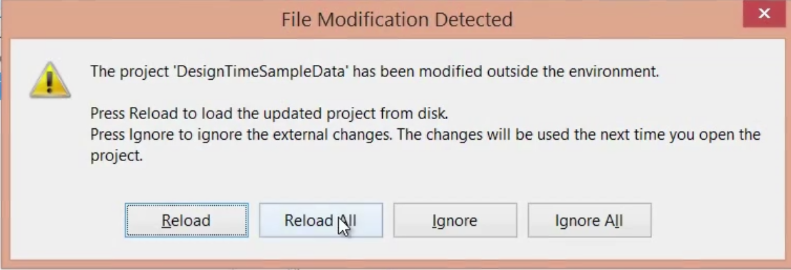 File Modification Detected
x
The project 'DesignTimeSampleData' has been modified outside the environment.
Press Reload to load the updated project from disk.
Press Ignore to ignore the external changes. The changes will be used the next time you open the
project.
Reload Reload All Ignore Ignore All